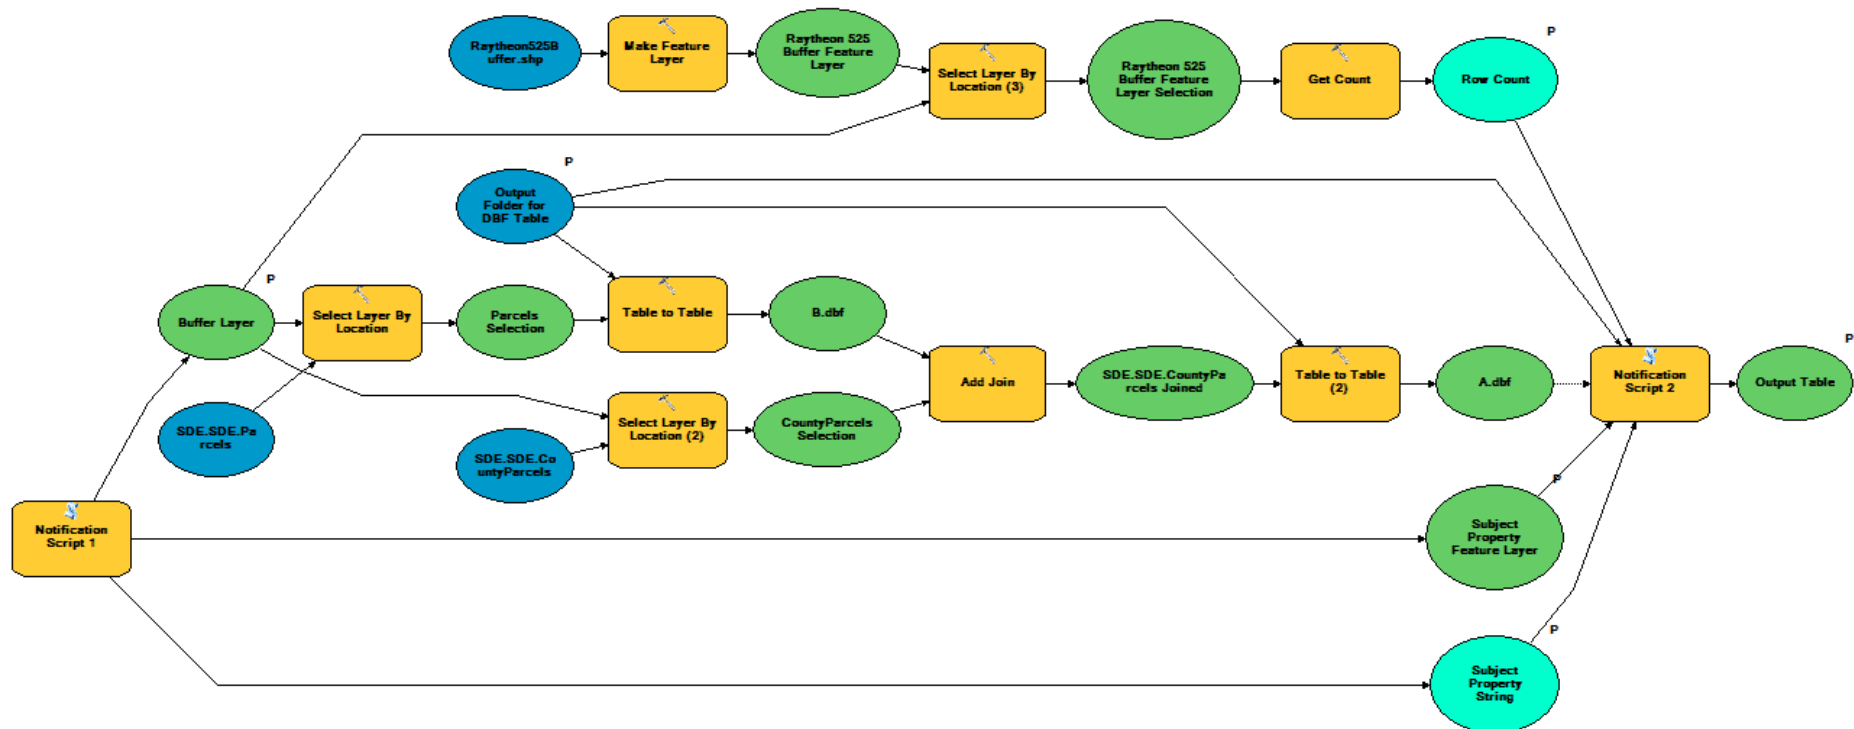 P
Raytheon525B
uffer.shp
Make Feature
Layer
Raytheon 525
Buffer Feature
Layer
Select Layer By
Location (3)
Raytheon 525
Buffer Feature
Layer Selection
Get Count
Row Count
P
Output
Folder for
DBF Table
P
Buffer Layer
Select Layer By
Location
Parcels
Selection
Table to Table
B.dbf
SDE.SDE.Pa
rcels
Select Layer By
Location (2)
SDE.SDE.Co
untyParcels
CountyParcels
Selection
Add Join
SDE.SDE.CountyPa
rcels Joined
Table to Table
(2)
A.dbf
Notification
Script 2
P
Output Table
Notification
Script 1
P
Subject
Property
Feature Layer
P
Subject
Property
String